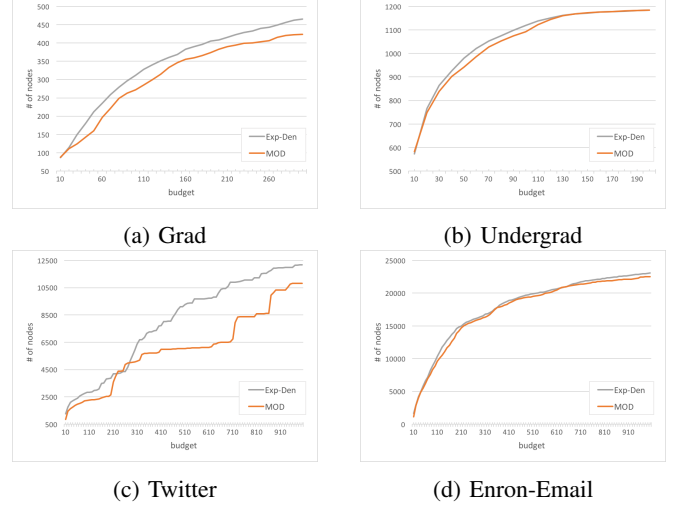 500
450
400
350
300
250
200
150
100
50
# of nodes
10 60 110 160 210 260
budget
Exp-Den
MOD
(a) Grad
1200
1100
1000
900
800
700
600
500
# of nodes
10 30 50 70 90 110 130 150 170 190
budget
Exp-Den
MOD
(b) Undergrad
12500
10500
8500
6500
4500
2500
500
# of nodes
10 110 210 310 410 510 610 710 810 910
budget
Exp-Den
MOD
(c) Twitter
25000
20000
15000
10000
5000
0
# of nodes
10 110 210 310 410 510 610 710 810 910
budget
Exp-Den
MOD
(d) Enron-Email